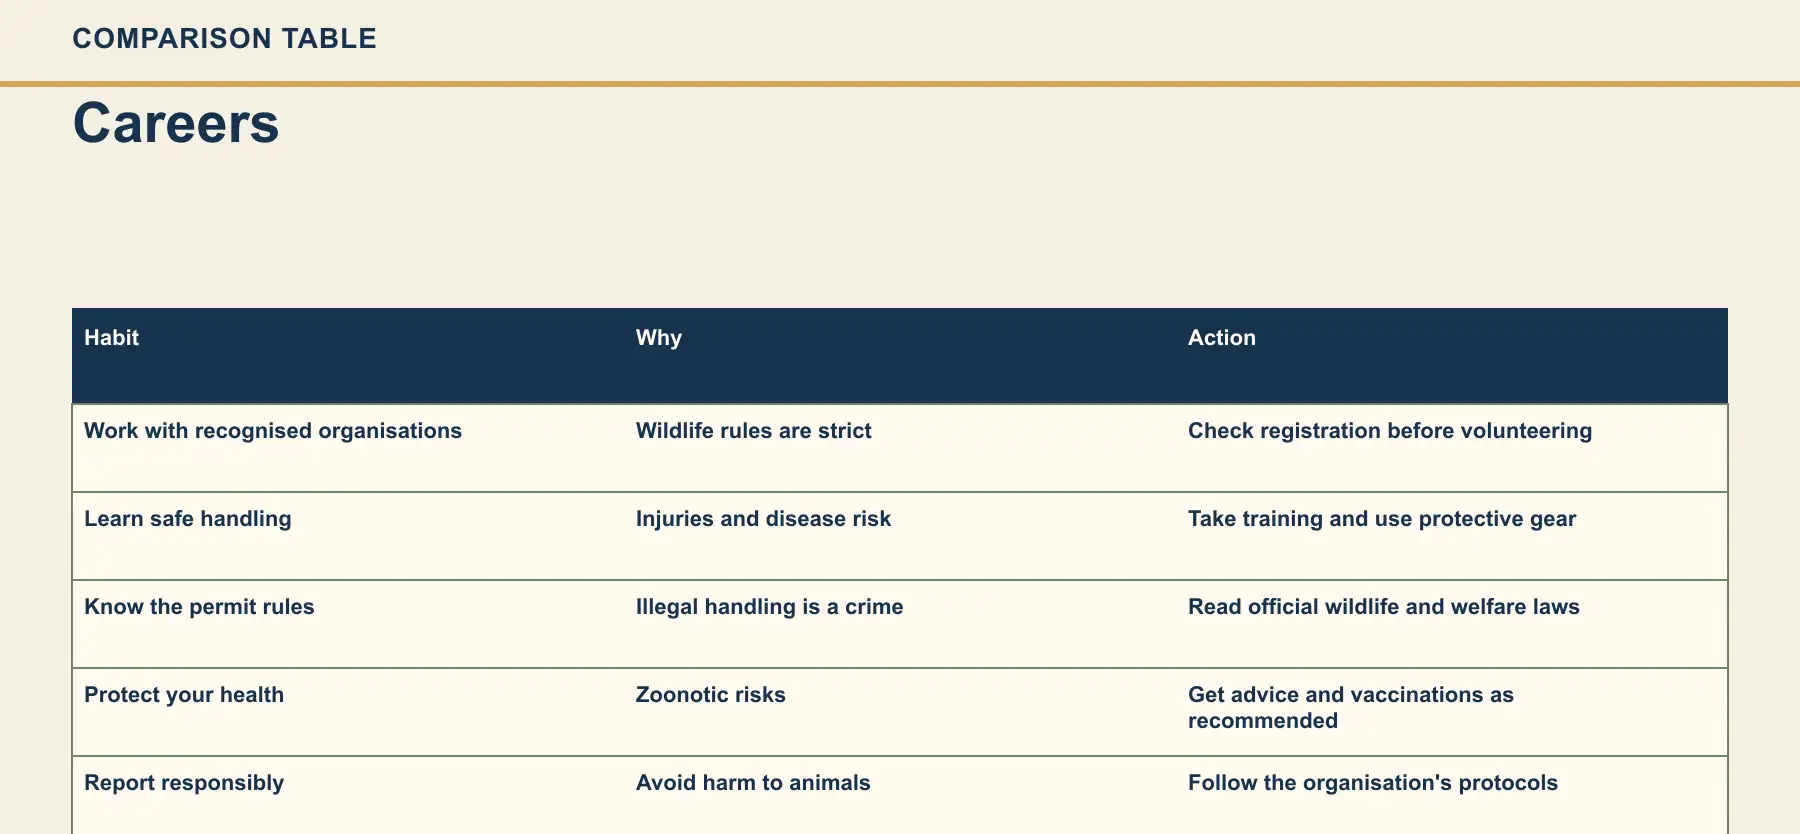 COMPARISON TABLE
Careers
Habit Why Action
Work with recognised organisations Wildlife rules are strict Check registration before volunteering
Learn safe handling Injuries and disease risk Take training and use protective gear
Know the permit rules Illegal handling is a crime Read official wildlife and welfare laws
Protect your health Zoonotic risks Get advice and vaccinations as
recommended
Report responsibly Avoid harm to animals Follow the organisation's protocols